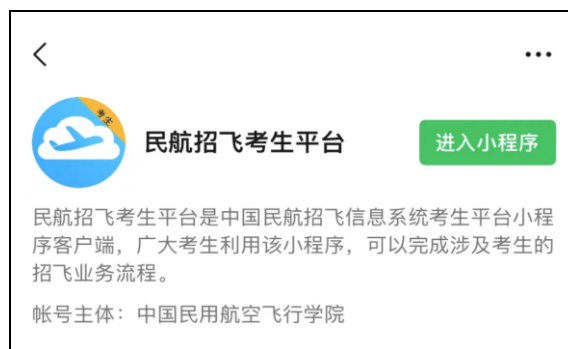 考生
民航招飞考生平台
进入小程序
民航招飞考生平台是中国民航招飞信息系统考生平台小程
序客户端，广大考生利用该小程序，可以完成涉及考生的
招飞业务流程。
帐号主体：中国民用航空飞行学院